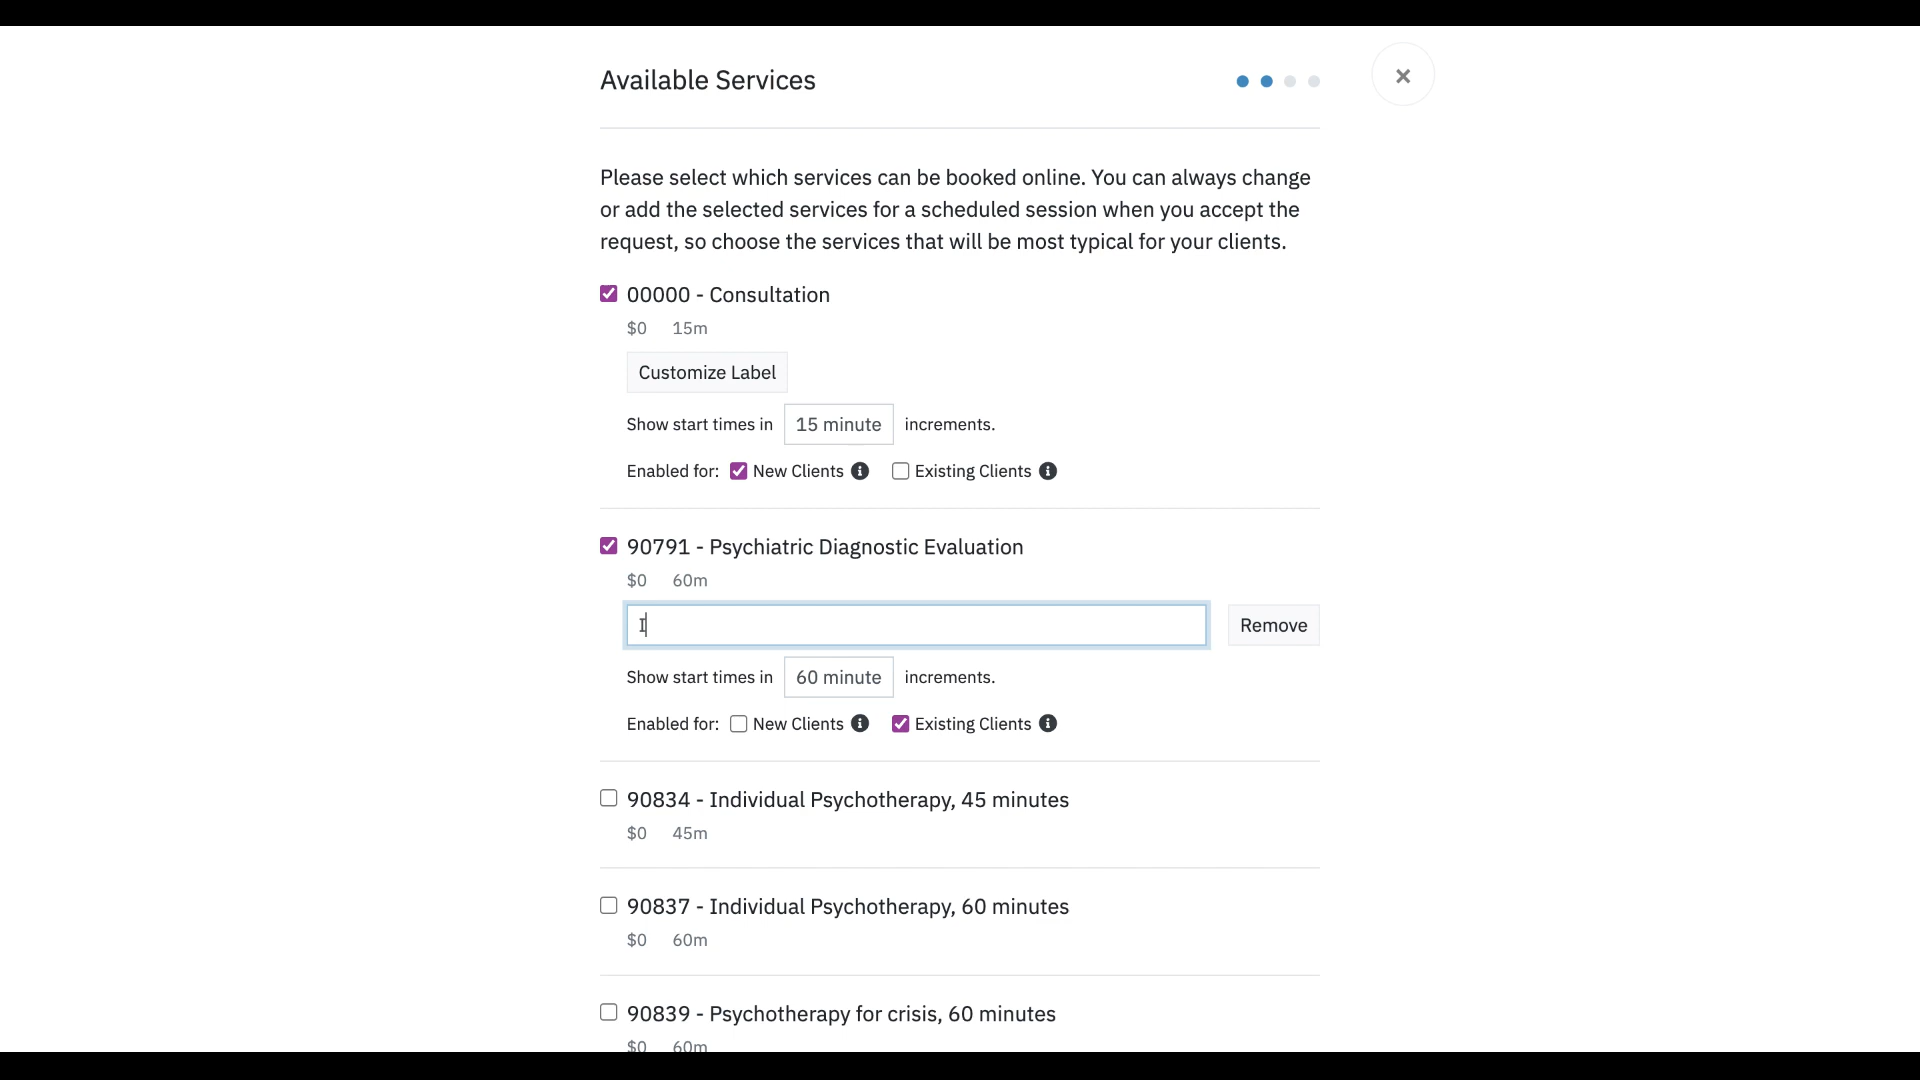 Available Services
Please select which services can be booked online. You can always change
or add the selected services for a scheduled session when you accept the
request, so choose the services that will be most typical for your clients.
00000 - Consultation
$0 15m
Customize Label
Show start times in 15 minute increments.
Enabled for: New Clients Existing Clients
90791 - Psychiatric Diagnostic Evaluation
$0 60m
I
Remove
Show start times in 60 minute increments.
Enabled for: New Clients Existing Clients
90834 - Individual Psychotherapy, 45 minutes
$0 45m
90837 - Individual Psychotherapy, 60 minutes
$0 60m
90839 - Psychotherapy for crisis, 60 minutes
$0 60m